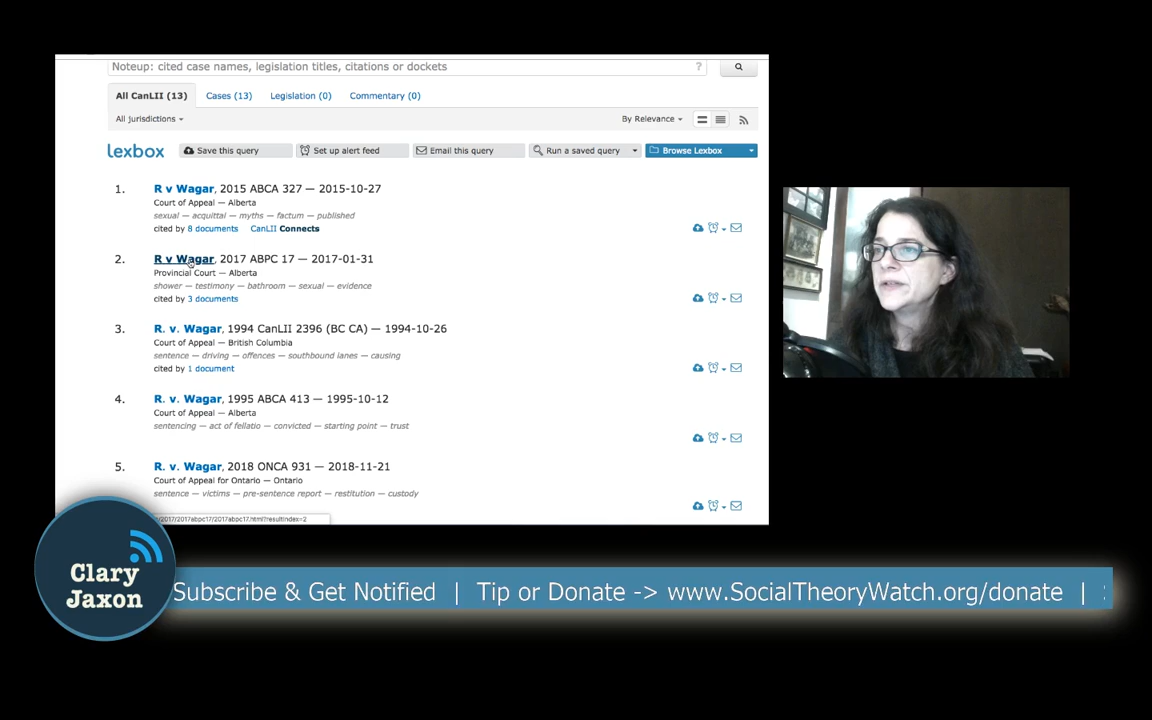 Noteup: cited case names, legislation titles, citations or dockets ?
All CanLII (13) Cases (13) Legislation (0) Commentary (0)
All jurisdictions By Relevance
lexbox Save this query Set up alert feed Email this query Run a saved query Browse Lexbox
1. R v Wagar, 2015 ABCA 327 — 2015-10-27
Court of Appeal — Alberta
sexual — acquittal — myths — factum — published
cited by 8 documents CanLII Connects
2. R v Wagar, 2017 ABPC 17 — 2017-01-31
Provincial Court — Alberta
shower — testimony — bathroom — sexual — evidence
cited by 3 documents
3. R. v. Wagar, 1994 CanLII 2396 (BC CA) — 1994-10-26
Court of Appeal — British Columbia
sentence — driving — offences — southbound lanes — causing
cited by 1 document
4. R. v. Wagar, 1995 ABCA 413 — 1995-10-12
Court of Appeal — Alberta
sentencing — act of fellatio — convicted — starting point — trust
5. R. v. Wagar, 2018 ONCA 931 — 2018-11-21
Court of Appeal for Ontario — Ontario
sentence — victims — pre-sentence report — restitution — custody
/2017/2017abpc17/2017abpc17.html?resultIndex=2
Clary
Jaxon
Subscribe & Get Notified | Tip or Donate -> www.SocialTheoryWatch.org/donate |